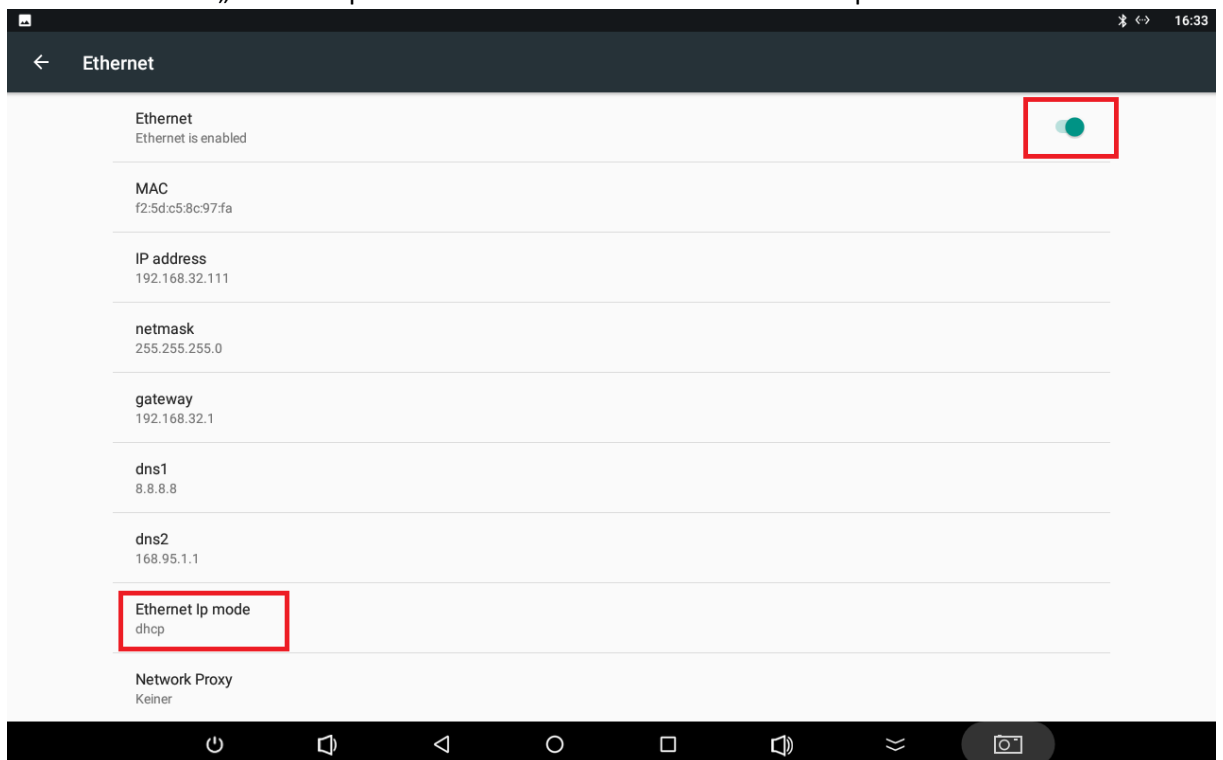 16:33
Ethernet
Ethernet
Ethernet is enabled
MAC
f2:5d:c5:8c:97:fa
IP address
192.168.32.111
netmask
255.255.255.0
gateway
192.168.32.1
dns1
8.8.8.8
dns2
168.95.1.1
Ethernet Ip mode
dhcp
Network Proxy
Keiner